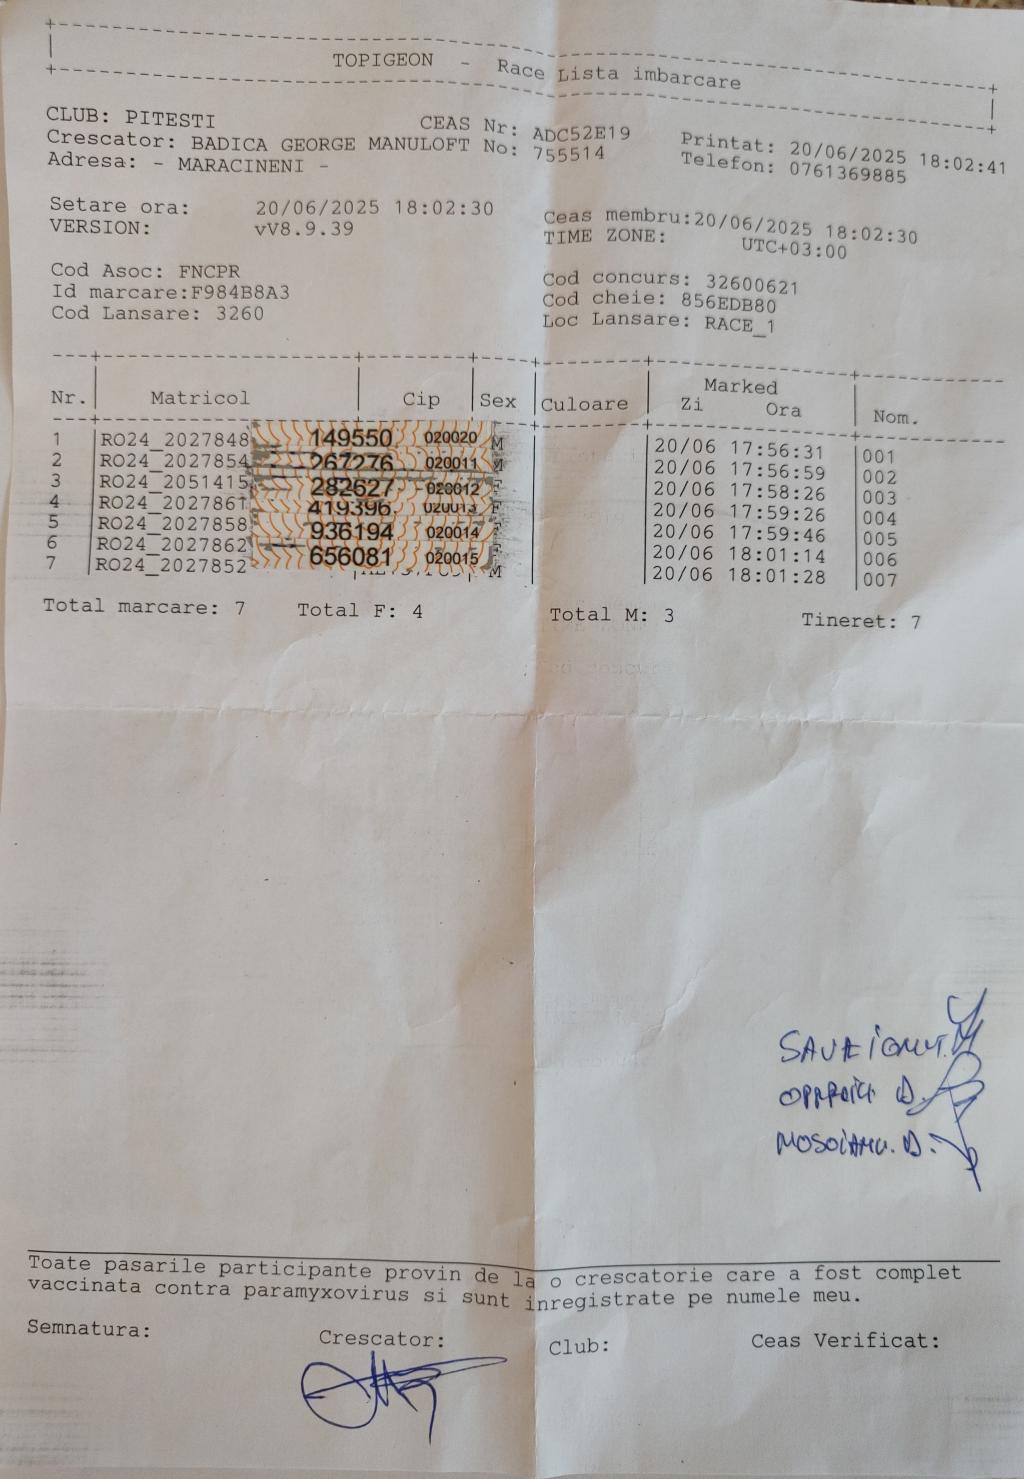 TOPIGEON - Race Lista imbarcare
CLUB: PITESTI CEAS Nr: ADC52E19 Printat: 20/06/2025 18:02:41
Crescator: BADICA GEORGE MANULOFT No: 755514 Telefon: 0761369885
Adresa: - MARACINENI -
Setare ora: 20/06/2025 18:02:30 Ceas membru:20/06/2025 18:02:30
VERSION: vV8.9.39 TIME ZONE: UTC+03:00
Cod Asoc: FNCPR Cod concurs: 32600621
Id marcare:F984B8A3 Cod cheie: 856EDB80
Cod Lansare: 3260 Loc Lansare: RACE_1
Marked
Nr. Matricol Cip Sex Culoare Zi Ora Nom.
1 RO24_2027848 149550 020020 M 20/06 17:56:31 001
2 RO24_2027854 267276 020011 M 20/06 17:56:59 002
3 RO24_2051415 282627 020012 F 20/06 17:58:26 003
4 RO24_2027861 419396 020013 F 20/06 17:59:26 004
5 RO24_2027858 936194 020014 F 20/06 17:59:46 005
6 RO24_2027862 656081 020015 F 20/06 18:01:14 006
7 RO24_2027852 M 20/06 18:01:28 007
Total marcare: 7 Total F: 4 Total M: 3 Tineret: 7
Toate pasarile participante provin de la o crescatorie care a fost complet
vaccinata contra paramyxovirus si sunt inregistrate pe numele meu.
Semnatura: Crescator: Club: Ceas Verificat: